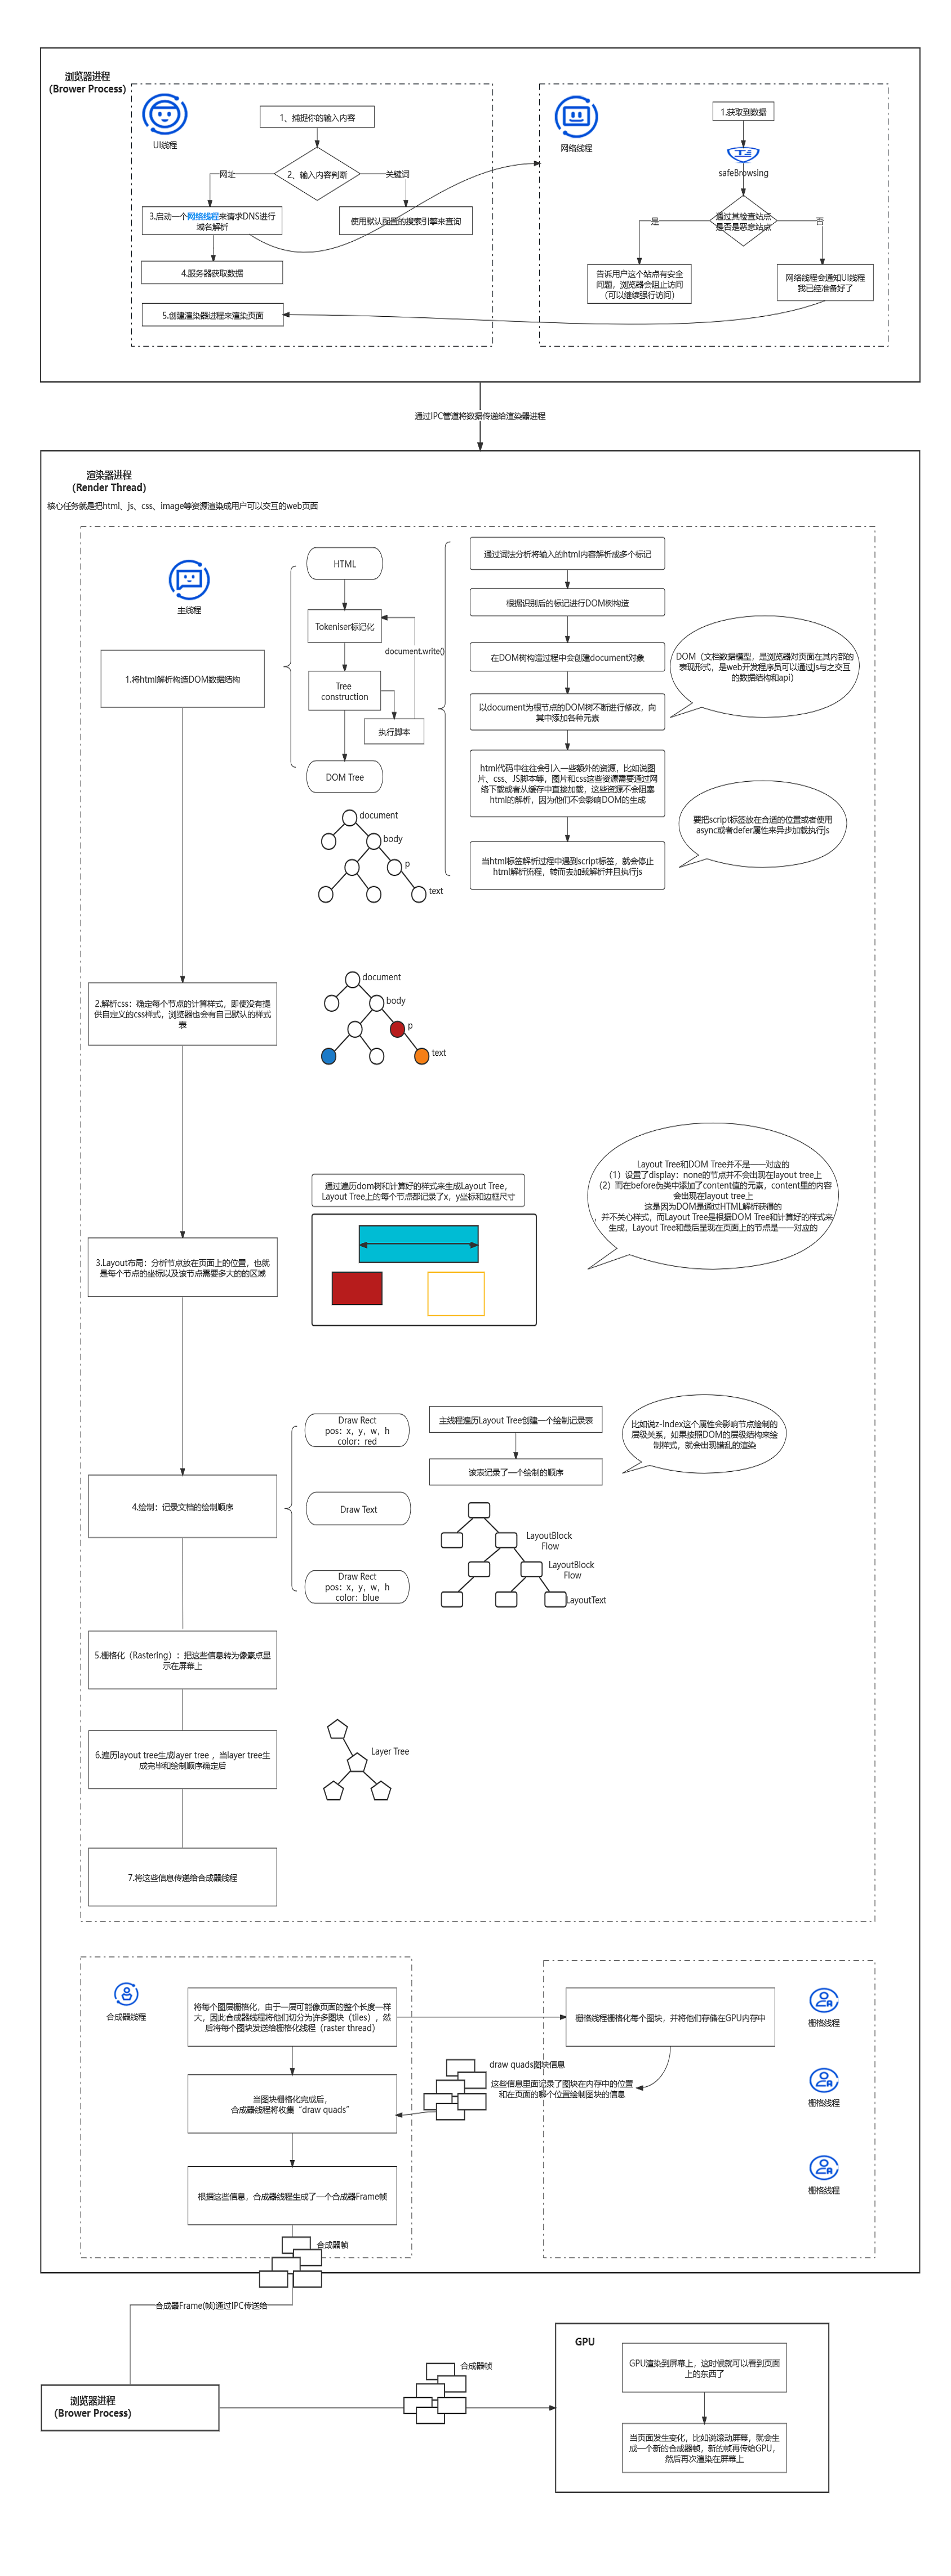 浏览器进程
(Brower Process)
UI线程
1、捕捉你的输入内容
2、输入内容判断
网址
关键词
3.启动一个网络线程来请求DNS进行
域名解析
使用默认配置的搜索引擎来查询
4.服务器获取数据
5.创建渲染器进程来渲染页面
网络线程
1.获取到数据
safeBrowsing
通过其检查站点
是否是恶意站点
是
否
告诉用户这个站点有安全
问题，浏览器会阻止访问
（可以继续强行访问）
网络线程会通知UI线程
我已经准备好了
通过IPC管道将数据传递给渲染器进程
渲染器进程
(Render Thread)
核心任务就是把html、js、css、image等资源渲染成用户可以交互的web页面
主线程
1.将html解析构造DOM数据结构
HTML
Tokeniser标记化
document.write()
Tree
construction
执行脚本
DOM Tree
通过词法分析将输入的html内容解析成多个标记
根据识别后的标记进行DOM树构造
在DOM树构造过程中会创建document对象
以document为根节点的DOM树不断进行修改，向
其中添加各种元素
html代码中往往会引入一些额外的资源，比如说图
片、css、JS脚本等，图片和css这些资源需要通过网
络下载或者从缓存中直接加载，这些资源不会阻塞
html的解析，因为他们不会影响DOM的生成
当html标签解析过程中遇到script标签，就会停止
html解析流程，转而去加载解析并且执行js
DOM（文档数据模型，是浏览器对页面在其内部的
表现形式，是web开发程序员可以通过js与之交互
的数据结构和api）
要把script标签放在合适的位置或者使用
async或者defer属性来异步加载执行js
document
body
p
text
2.解析css：确定每个节点的计算样式，即使没有提
供自定义的css样式，浏览器也会有自己默认的样式
表
document
body
p
text
3.Layout布局：分析节点放在页面上的位置，也就
是每个节点的坐标以及该节点需要多大的的区域
通过遍历dom树和计算好的样式来生成Layout Tree，
Layout Tree上的每个节点都记录了x，y坐标和边框尺寸
Layout Tree和DOM Tree并不是一一对应的
（1）设置了display：none的节点并不会出现在layout tree上
（2）而在before伪类中添加了content值的元素，content里的内容
会出现在layout tree上
这是因为DOM是通过HTML解析获得的
，并不关心样式，而Layout Tree是根据DOM Tree和计算好的样式来
生成，Layout Tree和最后呈现在页面上的节点是一一对应的
4.绘制：记录文档的绘制顺序
Draw Rect
pos：x，y，w，h
color：red
Draw Text
Draw Rect
pos：x，y，w，h
color：blue
主线程遍历Layout Tree创建一个绘制记录表
该表记录了一个绘制的顺序
比如说z-index这个属性会影响节点绘制的
层级关系，如果按照DOM的层级结构来绘
制样式，就会出现错乱的渲染
LayoutBlock
Flow
LayoutBlock
Flow
LayoutText
5.栅格化（Rastering）：把这些信息转为像素点显
示在屏幕上
6.遍历layout tree生成layer tree ，当layer tree生
成完毕和绘制顺序确定后
Layer Tree
7.将这些信息传递给合成器线程
合成器线程
将每个图层栅格化，由于一层可能像页面的整个长度一样
大，因此合成器线程将他们切分为许多图块（tiles），然
后将每个图块发送给栅格化线程（raster thread）
当图块栅格化完成后，
合成器线程将收集“draw quads”
根据这些信息，合成器线程生成了一个合成器Frame帧
栅格线程栅格化每个图块，并将他们存储在GPU内存中
draw quads图块信息
这些信息里面记录了图块在内存中的位置
和在页面的哪个位置绘制图块的信息
栅格线程
栅格线程
栅格线程
合成器帧
合成器Frame(帧)通过IPC传送给
浏览器进程
(Brower Process)
合成器帧
GPU
GPU渲染到屏幕上，这时候就可以看到页面
上的东西了
当页面发生变化，比如说滚动屏幕，就会生
成一个新的合成器帧，新的帧再传给GPU，
然后再次渲染在屏幕上